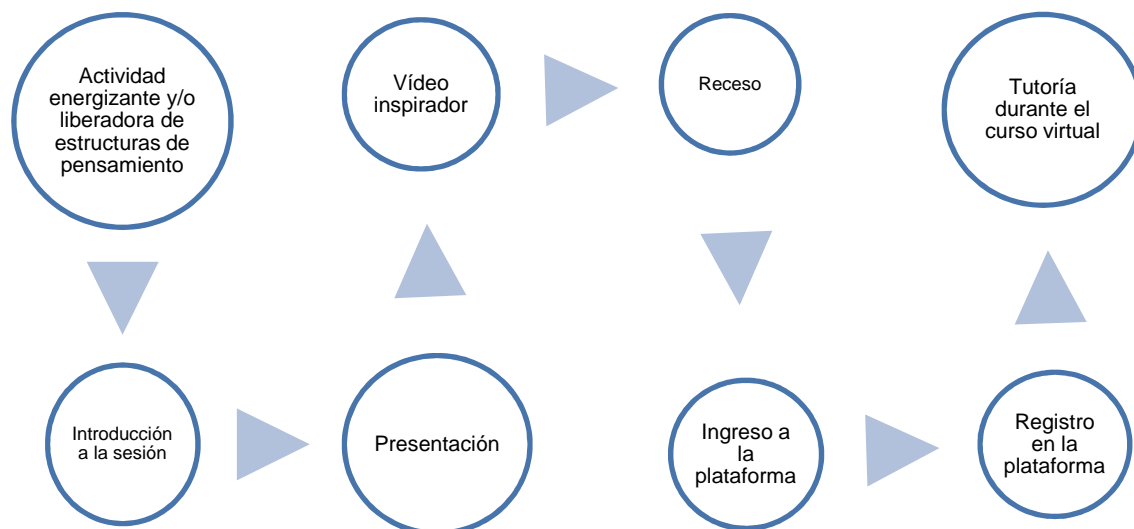 Actividad
energizante y/o
liberadora de
estructuras de
pensamiento
Introducción
a la sesión
Presentación
Vídeo
inspirador
Receso
Ingreso a
la
plataforma
Registro
en la
plataforma
Tutoría
durante el
curso virtual